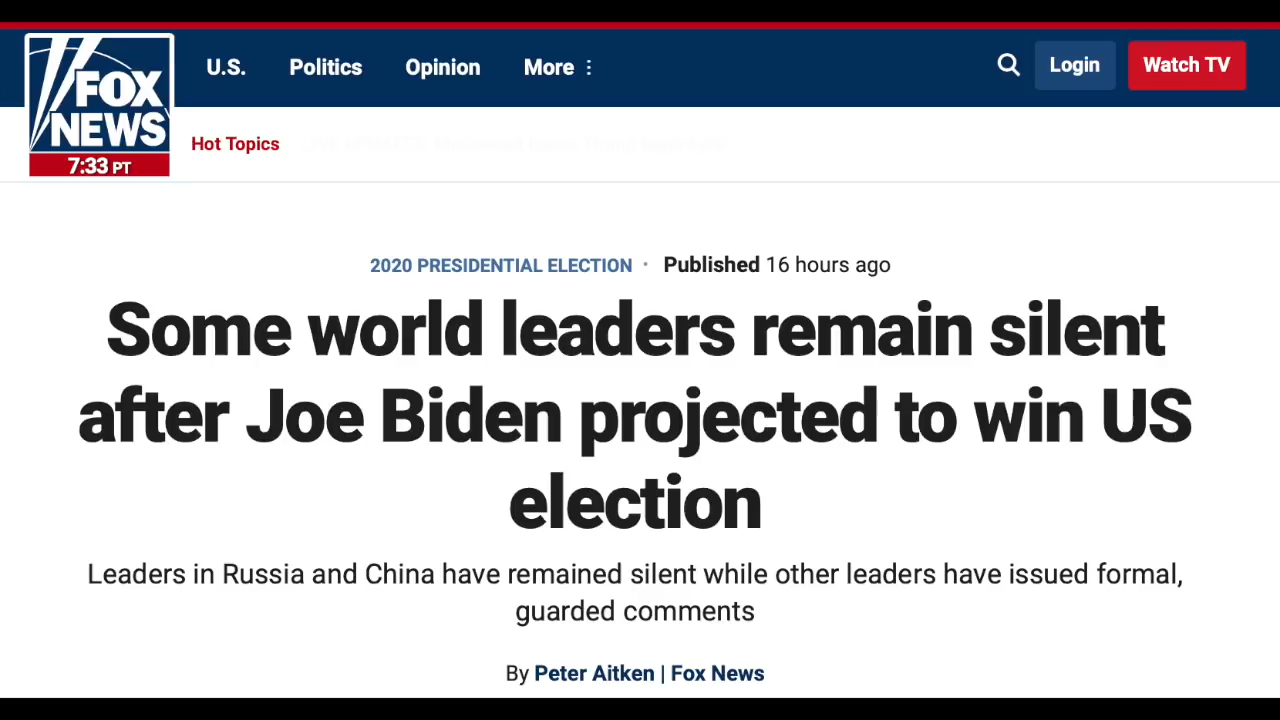 FOX
NEWS
7:33 PT
U.S. Politics Opinion More
Login
Watch TV
Hot Topics
2020 PRESIDENTIAL ELECTION · Published 16 hours ago
Some world leaders remain silent
after Joe Biden projected to win US
election
Leaders in Russia and China have remained silent while other leaders have issued formal,
guarded comments
By Peter Aitken | Fox News